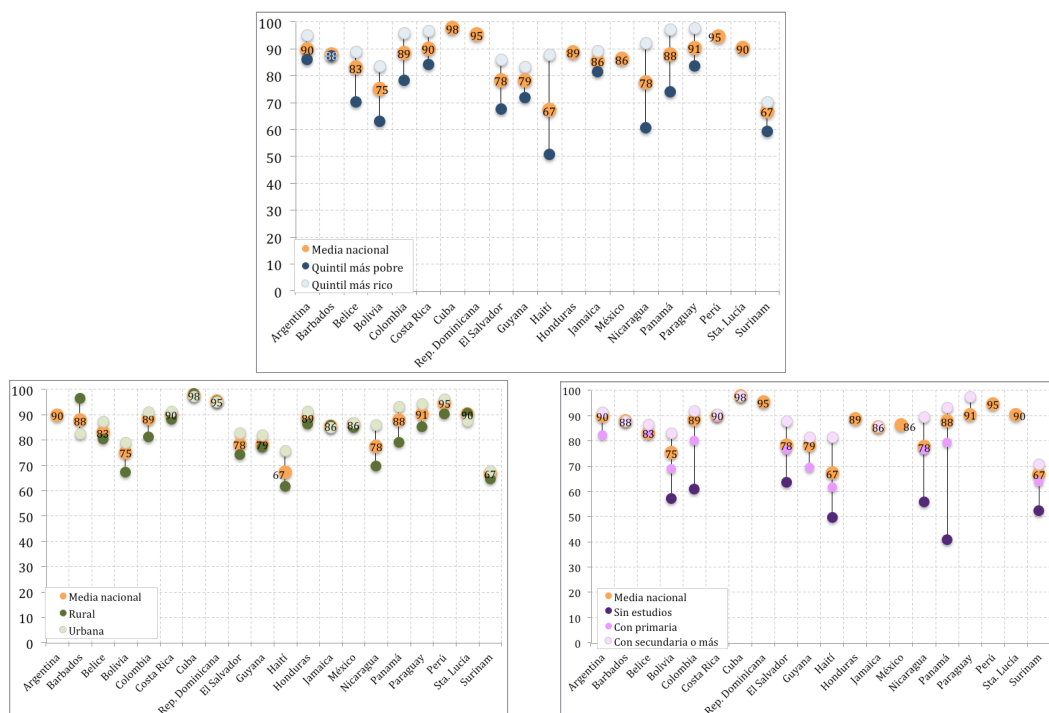 100
90
80
70
60
50
40
30
20
10
0
90 88 83 75 89 90 98 95 78 79 67 89 86 86 78 88 91 95 90 67
Media nacional
Quintil más pobre
Quintil más rico
Argentina
Barbados
Belice
Bolivia
Colombia
Costa Rica
Cuba
Rep. Dominicana
El Salvador
Guyana
Haití
Honduras
Jamaica
México
Nicaragua
Panamá
Paraguay
Perú
Sta. Lucía
Surinam
100
90
80
70
60
50
40
30
20
10
0
90 88 83 75 89 90 98 95 78 79 67 89 86 86 78 88 91 95 90 67
Media nacional
Rural
Urbana
Argentina
Barbados
Belice
Bolivia
Colombia
Costa Rica
Cuba
Rep. Dominicana
El Salvador
Guyana
Haití
Honduras
Jamaica
México
Nicaragua
Panamá
Paraguay
Perú
Sta. Lucía
Surinam
100
90
80
70
60
50
40
30
20
10
0
90 88 83 75 89 90 98 95 78 79 67 89 86 86 78 88 91 95 90 67
Media nacional
Sin estudios
Con primaria
Con secundaria o más
Argentina
Barbados
Belice
Bolivia
Colombia
Costa Rica
Cuba
Rep. Dominicana
El Salvador
Guyana
Haití
Honduras
Jamaica
México
Nicaragua
Panamá
Paraguay
Perú
Sta. Lucía
Surinam